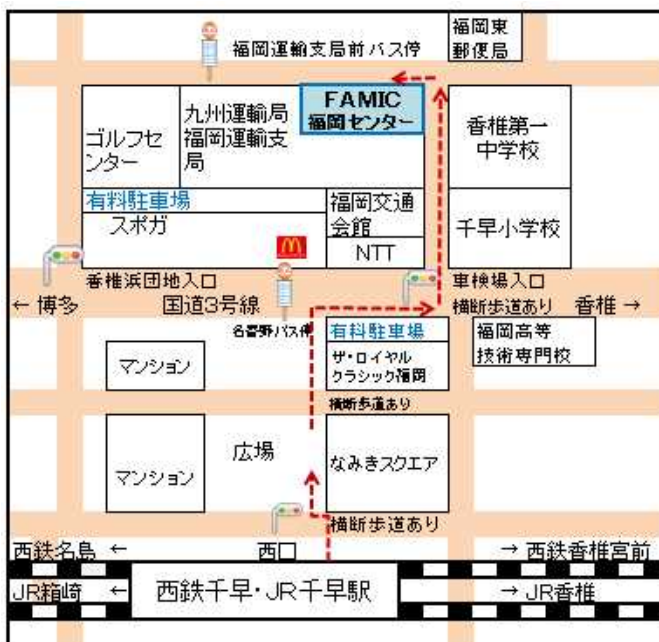 福岡運輸支局前バス停
福岡東
郵便局
ゴルフセ
ンター
九州運輸局
福岡運輸支
局
FAMIC
福岡センター
香椎第一
中学校
有料駐車場
スポガ
福岡交通
会館
NTT
千早小学校
香椎浜団地入口
車検場入口
← 博多
国道3号線
横断歩道あり
香椎 →
名香野バス停
有料駐車場
ザ・ロイヤル
クラシック福岡
福岡高等
技術専門校
マンション
横断歩道あり
マンション
広場
なみきスクエア
横断歩道あり
西鉄名島 ←
西口
→ 西鉄香椎宮前
JR箱崎 ←
西鉄千早・JR千早駅
→ JR香椎